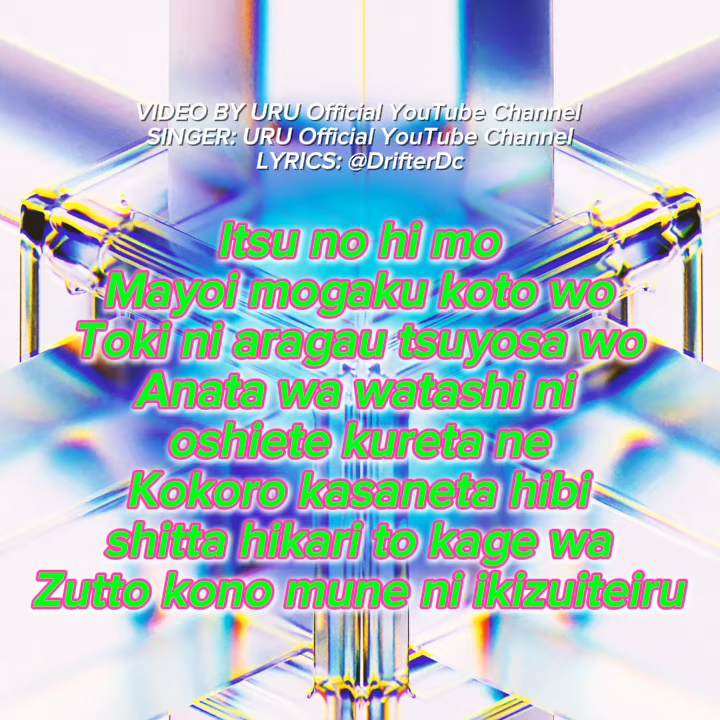 VIDEO BY URU Official YouTube Channel
SINGER: URU Official YouTube Channel
LYRICS: @DrifterDc
Itsu no hi mo
Mayoi mogaku koto wo
Toki ni aragau tsuyosa wo
Anata wa watashi ni
oshiete kureta ne
Kokoro kasaneta hibi
shitta hikari to kage wa
Zutto kono mune ni ikizuiteiru